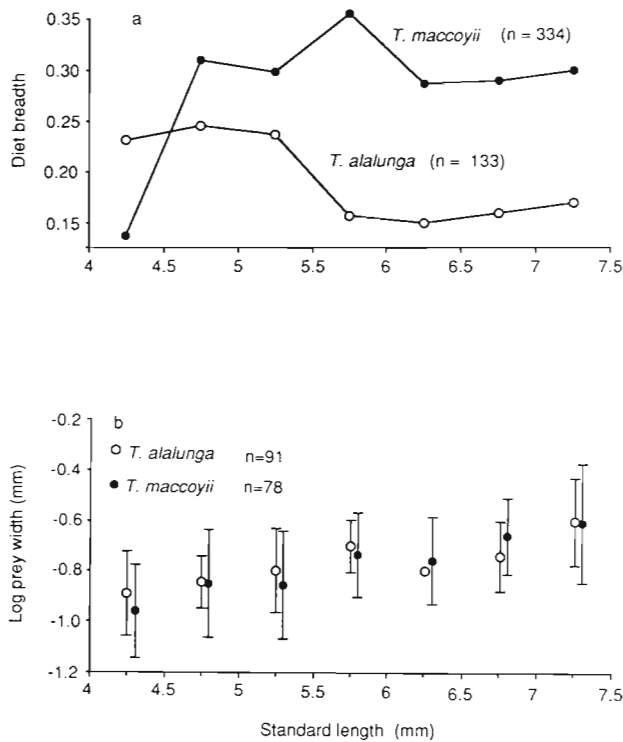 a
T. maccoyii (n = 334)
T. alalunga (n = 133)
Diet breadth
0.35
0.30
0.25
0.20
0.15
4 4.5 5 5.5 6 6.5 7 7.5
b
T. alalunga n=91
T. maccoyii n=78
Log prey width (mm)
-0.2
-0.4
-0.6
-0.8
-1.0
-1.2
4 4.5 5 5.5 6 6.5 7 7.5
Standard length (mm)